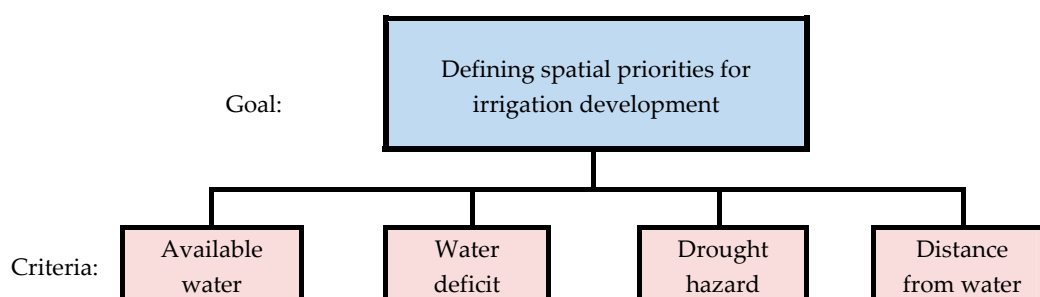 Defining spatial priorities for
Goal:
irrigation development
Available
Water
Drought
Distance
Criteria:
water
deficit
hazard
from water